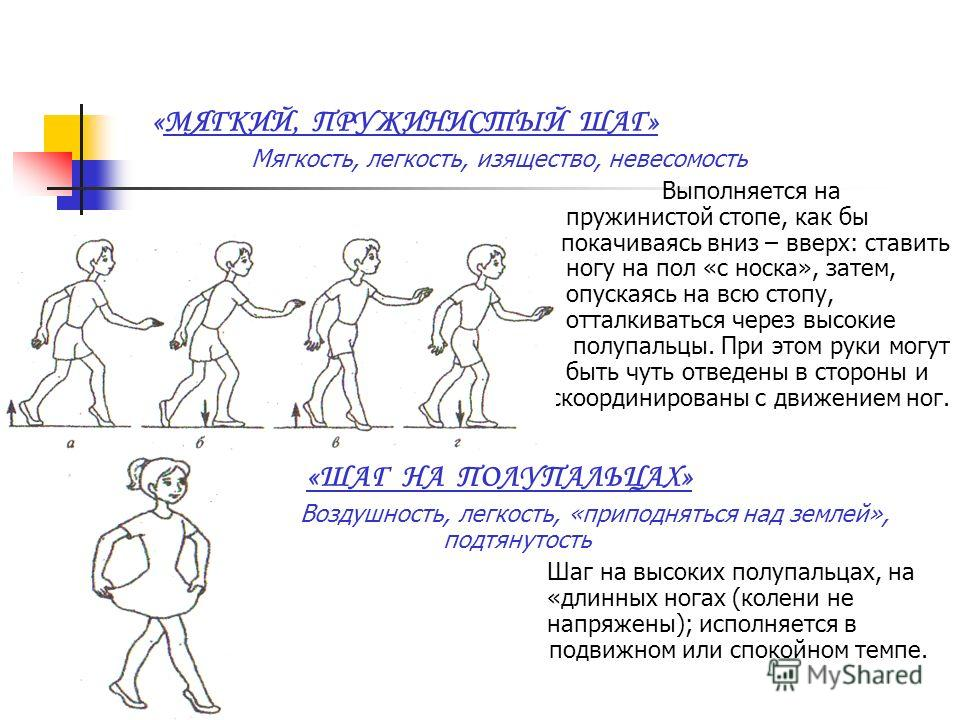 «МЯГКИЙ, ПРУЖИНИСТЫЙ ШАГ»
Мягкость, легкость, изящество, невесомость
Выполняется на
пружинистой стопе, как бы
покачиваясь вниз – вверх: ставить
ногу на пол «с носка», затем,
опускаясь на всю стопу,
отталкиваться через высокие
полупальцы. При этом руки могут
быть чуть отведены в стороны и
скоординированы с движением ног.
а б в г
«ШАГ НА ПОЛУПАЛЬЦАХ»
Воздушность, легкость, «приподняться над землей»,
подтянутость
Шаг на высоких полупальцах, на
«длинных ногах (колени не
напряжены); исполняется в
подвижном или спокойном темпе.
MyShared